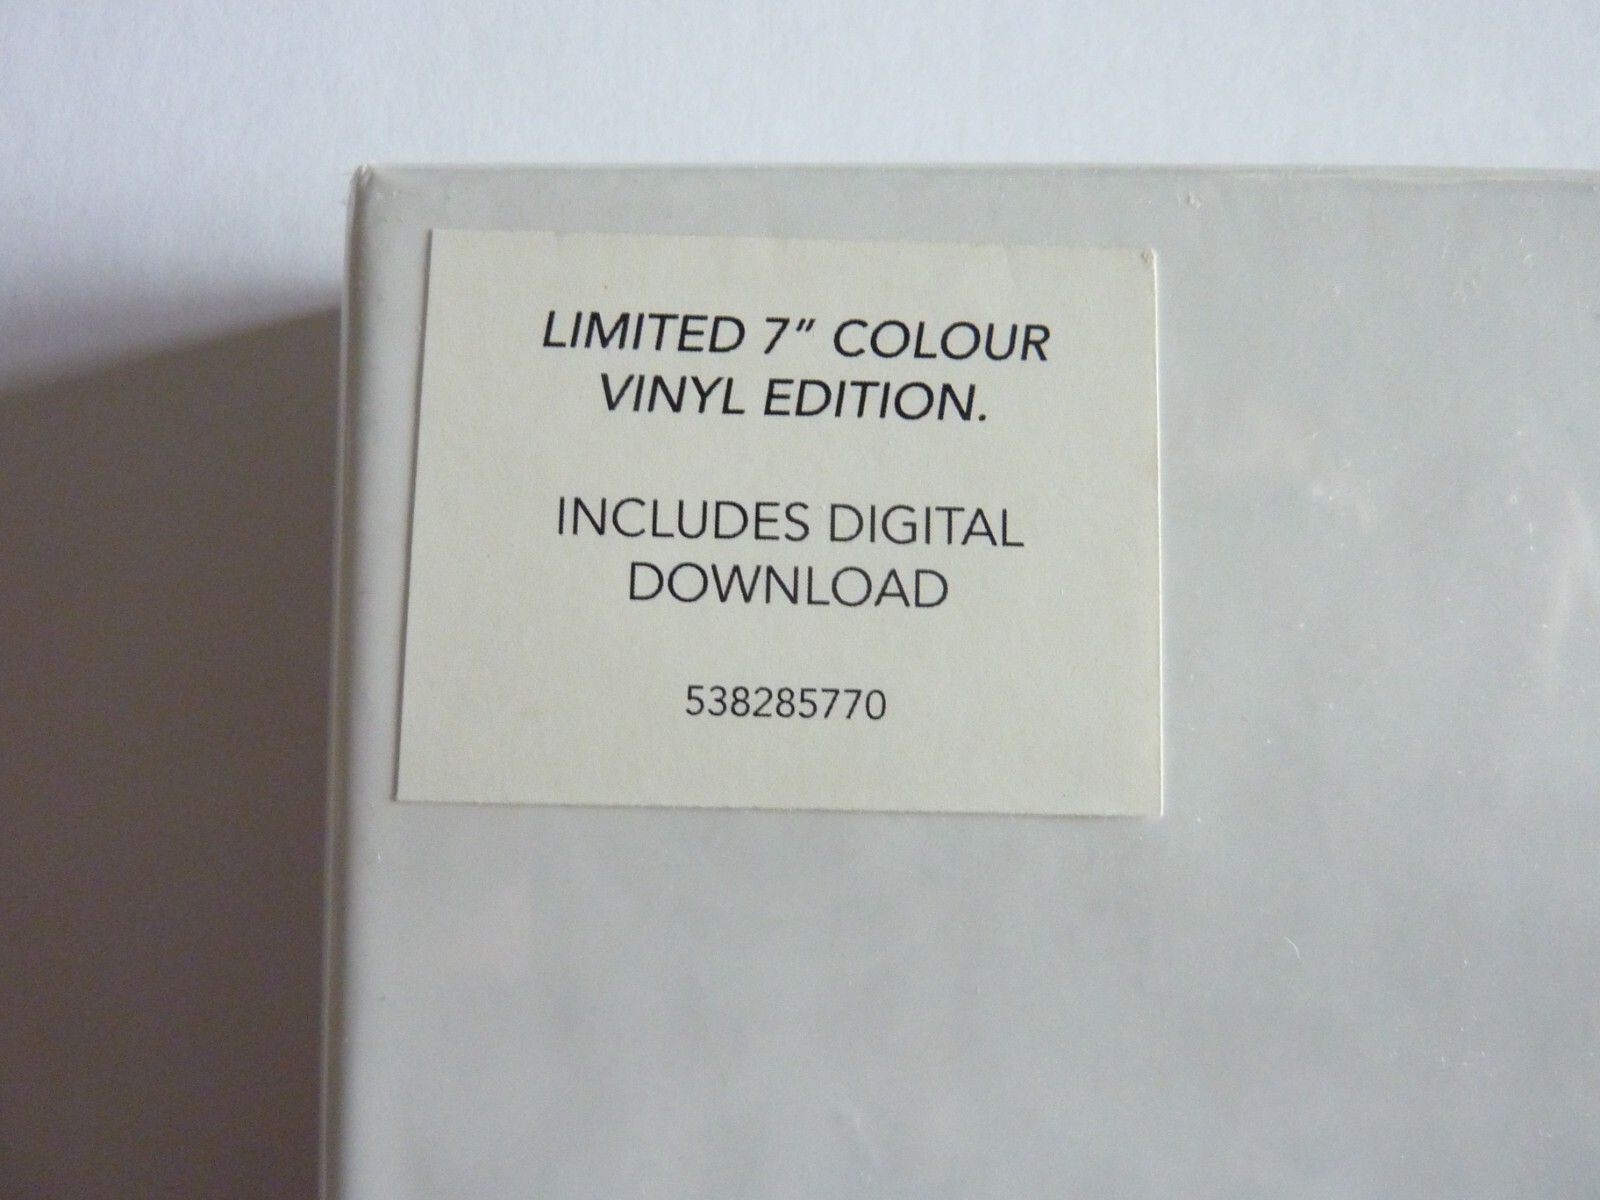 LIMITED 7" COLOUR
VINYL EDITION.
INCLUDES DIGITAL
DOWNLOAD
538285770